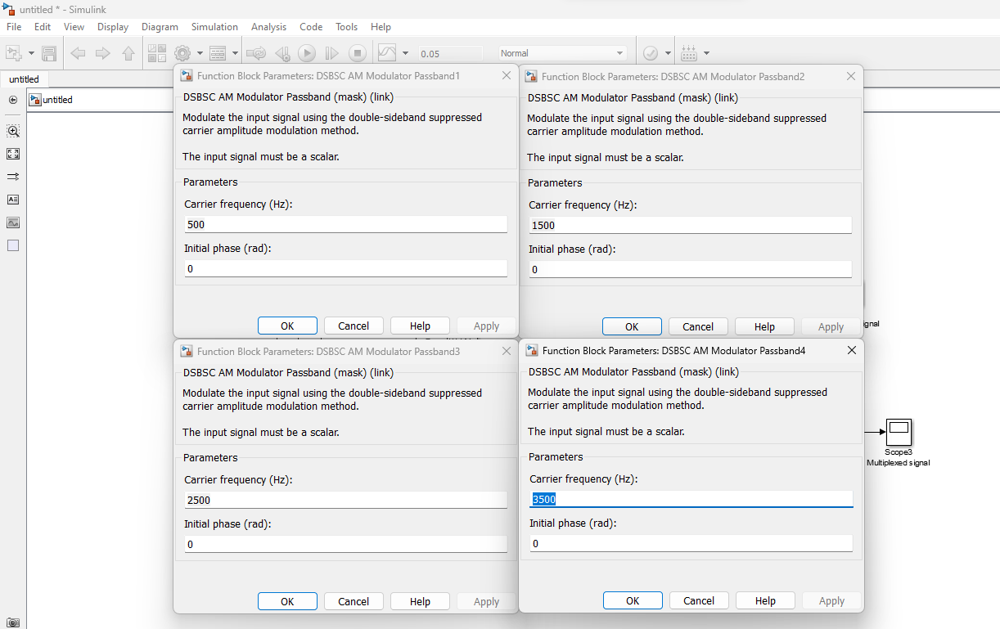 untitled * - Simulink
File Edit View Display Diagram Simulation Analysis Code Tools Help
0.05 Normal
untitled
untitled
Function Block Parameters: DSBSC AM Modulator Passband1
DSBSC AM Modulator Passband (mask) (link)
Modulate the input signal using the double-sideband suppressed
carrier amplitude modulation method.
The input signal must be a scalar.
Parameters
Carrier frequency (Hz):
500
Initial phase (rad):
0
OK Cancel Help Apply
Function Block Parameters: DSBSC AM Modulator Passband2
DSBSC AM Modulator Passband (mask) (link)
Modulate the input signal using the double-sideband suppressed
carrier amplitude modulation method.
The input signal must be a scalar.
Parameters
Carrier frequency (Hz):
1500
Initial phase (rad):
0
OK Cancel Help Apply
gnal
Function Block Parameters: DSBSC AM Modulator Passband3
DSBSC AM Modulator Passband (mask) (link)
Modulate the input signal using the double-sideband suppressed
carrier amplitude modulation method.
The input signal must be a scalar.
Parameters
Carrier frequency (Hz):
2500
Initial phase (rad):
0
OK Cancel Help Apply
Function Block Parameters: DSBSC AM Modulator Passband4
DSBSC AM Modulator Passband (mask) (link)
Modulate the input signal using the double-sideband suppressed
carrier amplitude modulation method.
The input signal must be a scalar.
Parameters
Carrier frequency (Hz):
3500
Initial phase (rad):
0
OK Cancel Help Apply
Scope3
Multiplexed signal